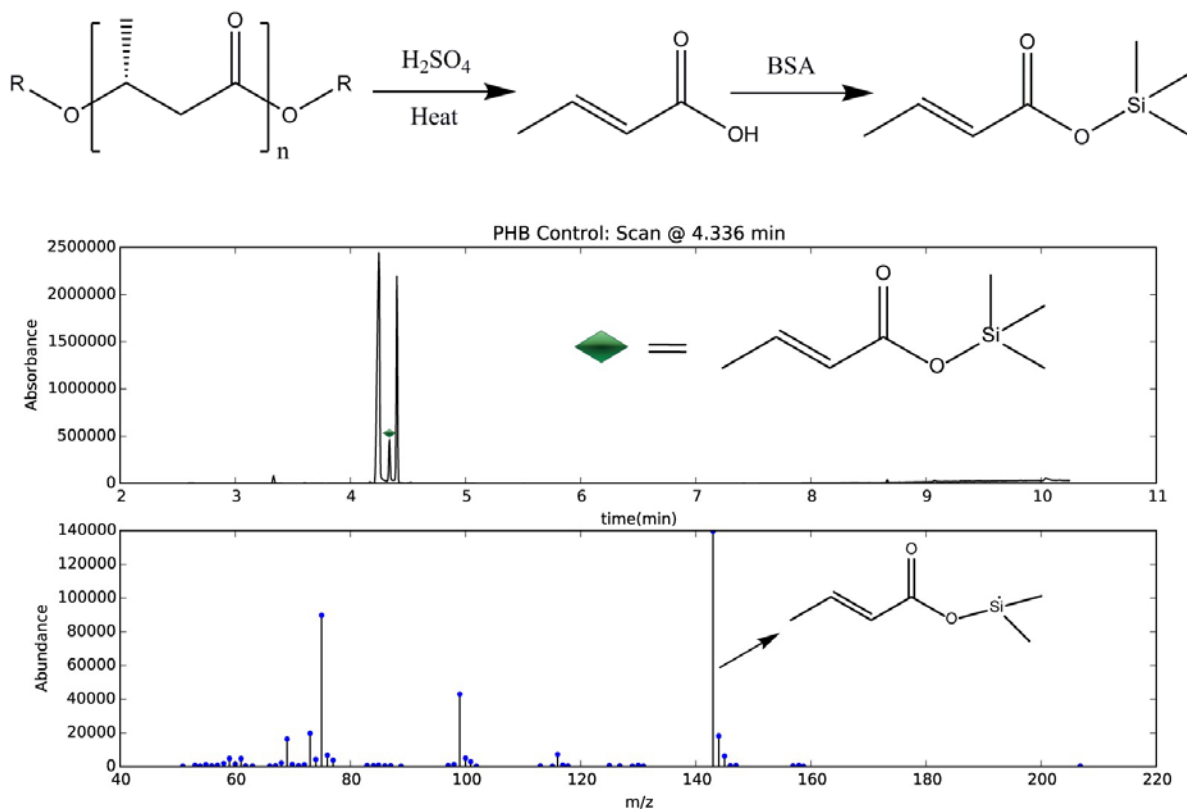 R
O
O
O
R
n
H2SO4
Heat
O
OH
BSA
O
O
Si
PHB Control: Scan @ 4.336 min
Absorbance
2500000
2000000
1500000
1000000
500000
0
2 3 4 5 6 7 8 9 10 11
time(min)
O
O
Si
Abundance
140000
120000
100000
80000
60000
40000
20000
0
40 60 80 100 120 140 160 180 200 220
m/z
O
O
Si